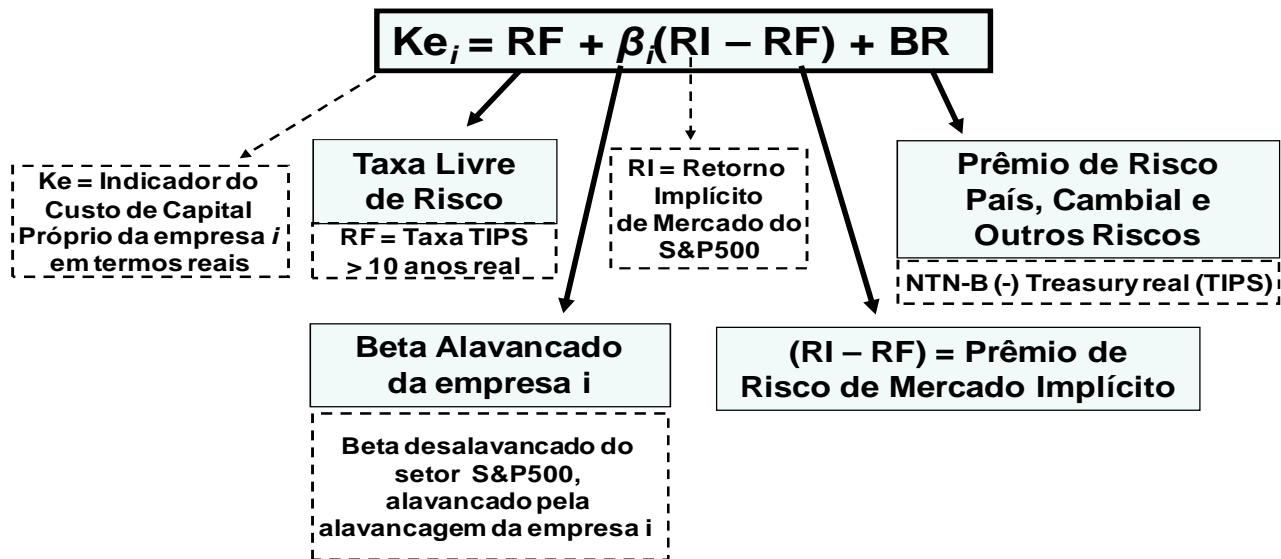 Ke i = RF + β i (RI – RF) + BR
Ke = Indicador do
Custo de Capital
Próprio da empresa i
em termos reais
Taxa Livre
de Risco
RF = Taxa TIPS
> 10 anos real
RI = Retorno
Implícito
de Mercado do
S&P500
Prêmio de Risco
País, Cambial e
Outros Riscos
NTN-B (-) Treasury real (TIPS)
Beta Alavancado
da empresa i
Beta desalavancado do
setor S&P500,
alavancado pela
alavancagem da empresa i
(RI – RF) = Prêmio de
Risco de Mercado Implícito